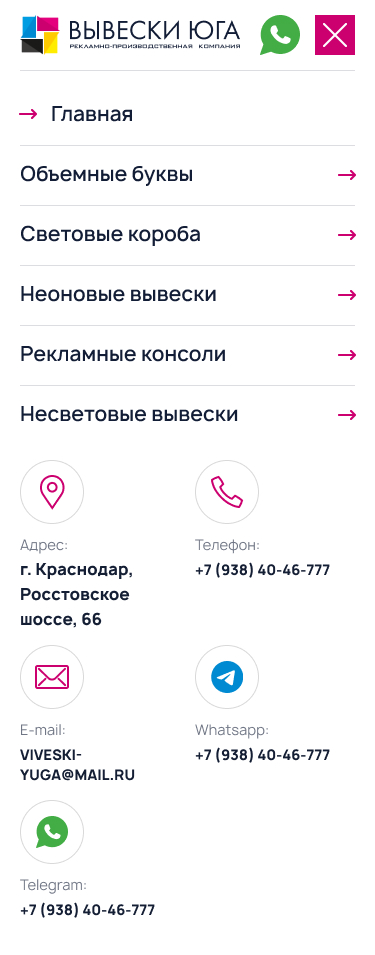 ВЫВЕСКИ ЮГА
РЕКЛАМНО-ПРОИЗВОДСТВЕННАЯ КОМПАНИЯ
Главная
Объемные буквы
Световые короба
Неоновые вывески
Рекламные консоли
Несветовые вывески
Адрес:
г. Краснодар,
Росстовское
шоссе, 66
Телефон:
+7 (938) 40-46-777
E-mail:
VIVESKI-
YUGA@MAIL.RU
Whatsapp:
+7 (938) 40-46-777
Telegram:
+7 (938) 40-46-777